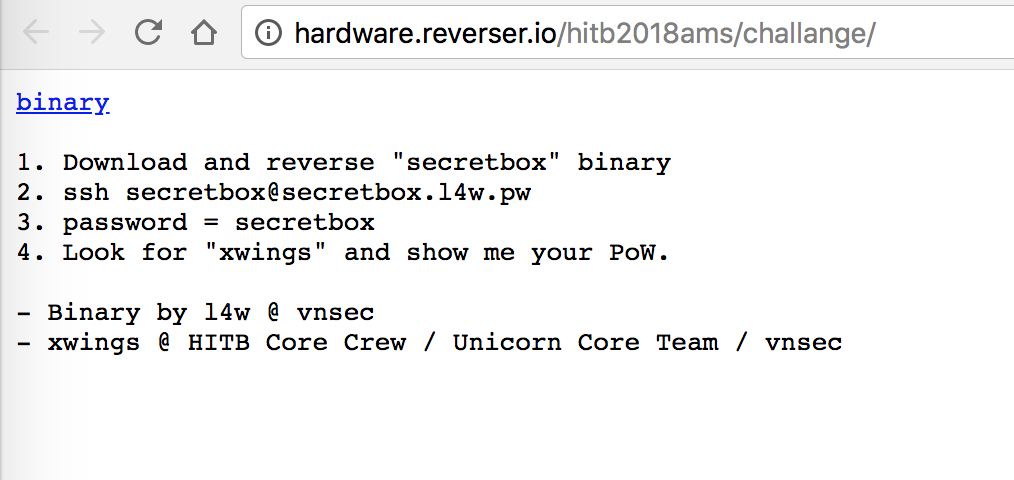 hardware.reverser.io/hitb2018ams/challange/
binary
1. Download and reverse "secretbox" binary
2. ssh secretbox@secretbox.l4w.pw
3. password = secretbox
4. Look for "xwings" and show me your PoW.
- Binary by l4w @ vnsec
- xwings @ HITB Core Crew / Unicorn Core Team / vnsec